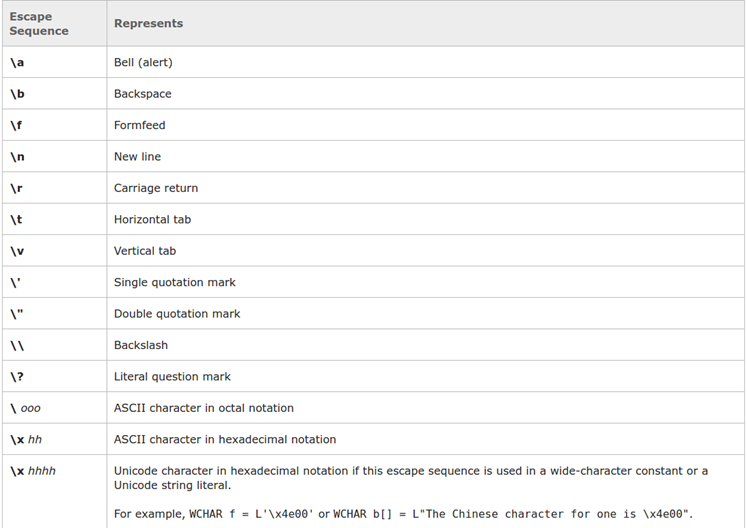 Escape
Sequence
Represents
\a
Bell (alert)
\b
Backspace
\f
Formfeed
\n
New line
\r
Carriage return
\t
Horizontal tab
\v
Vertical tab
\'
Single quotation mark
\"
Double quotation mark
\\
Backslash
\?
Literal question mark
\ ooo
ASCII character in octal notation
\x hh
ASCII character in hexadecimal notation
\x hhhh
Unicode character in hexadecimal notation if this escape sequence is used in a wide-character constant or a
Unicode string literal.
For example, WCHAR f = L'\x4e00' or WCHAR b[] = L"The Chinese character for one is \x4e00".